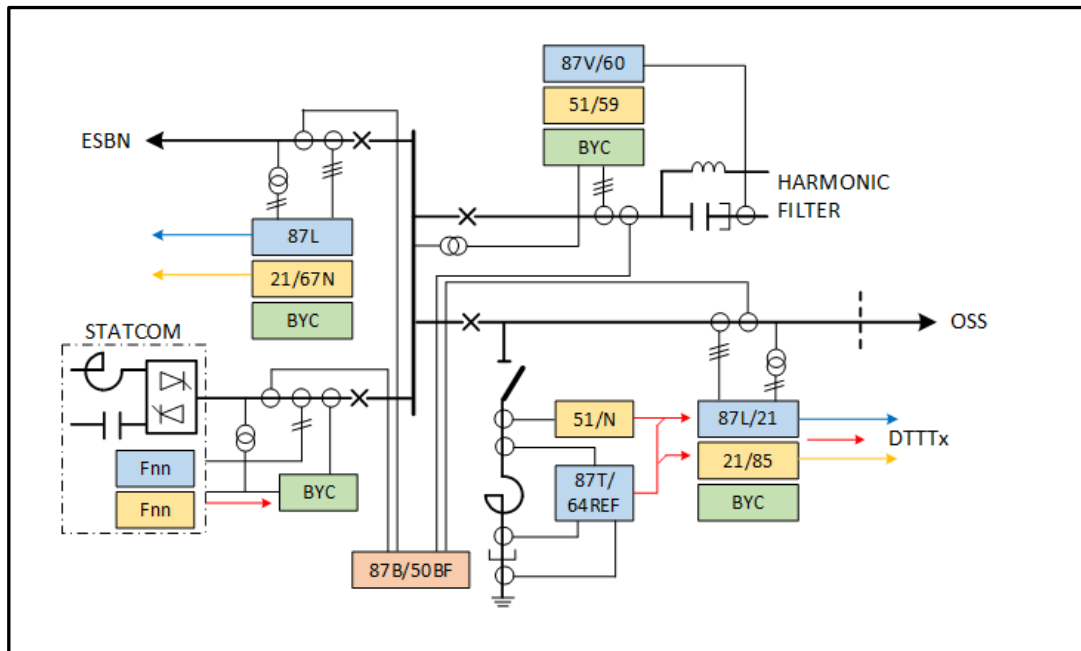 87V/60
51/59
BYC
ESBN
HARMONIC
FILTER
87L
21/67N
BYC
STATCOM
OSS
Fnn
Fnn
BYC
51/N
87T/
64REF
87L/21
21/85
BYC
DTTTx
87B/50BF